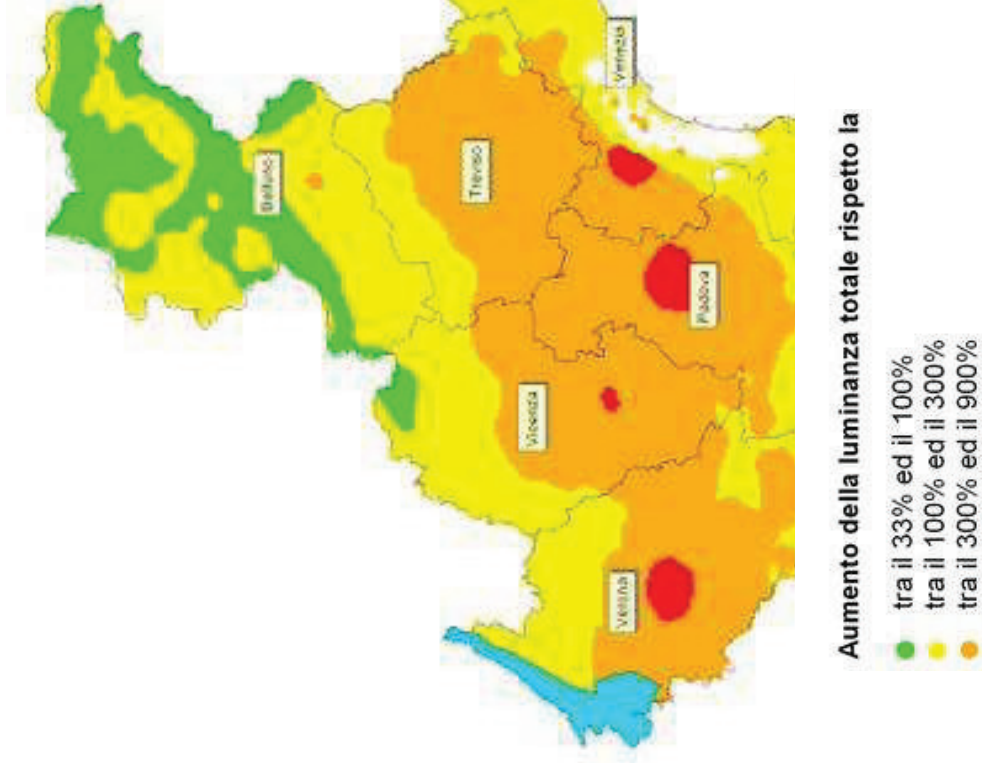 Belluno
Treviso
Venezia
Vicenza
Padova
Verona
Aumento della luminanza totale rispetto la
tra il 33% ed il 100%
tra il 100% ed il 300%
tra il 300% ed il 900%